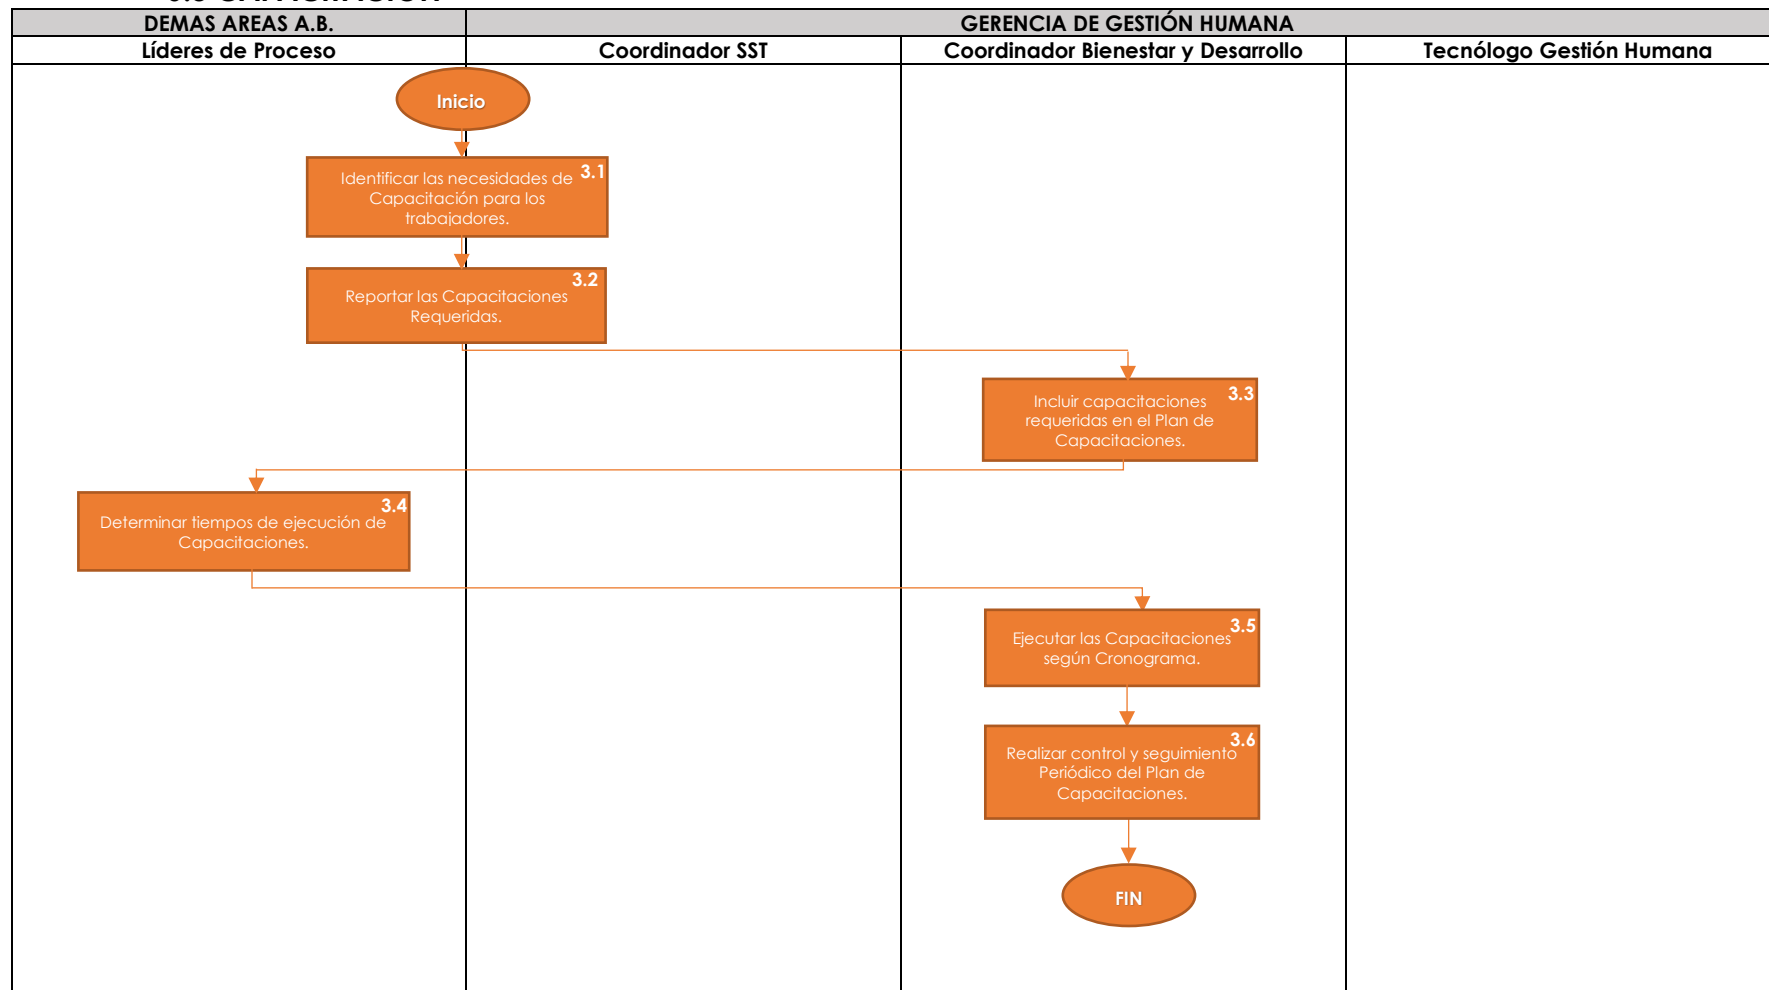 DEMAS AREAS A.B.
GERENCIA DE GESTIÓN HUMANA
Líderes de Proceso
Coordinador SST
Coordinador Bienestar y Desarrollo
Tecnólogo Gestión Humana
Inicio
3.1
Identificar las necesidades de
Capacitación para los
trabajadores.
3.2
Reportar las Capacitaciones
Requeridas.
3.3
Incluir capacitaciones
requeridas en el Plan de
Capacitaciones.
3.4
Determinar tiempos de ejecución de
Capacitaciones.
3.5
Ejecutar las Capacitaciones
según Cronograma.
3.6
Realizar control y seguimiento
Periódico del Plan de
Capacitaciones.
FIN